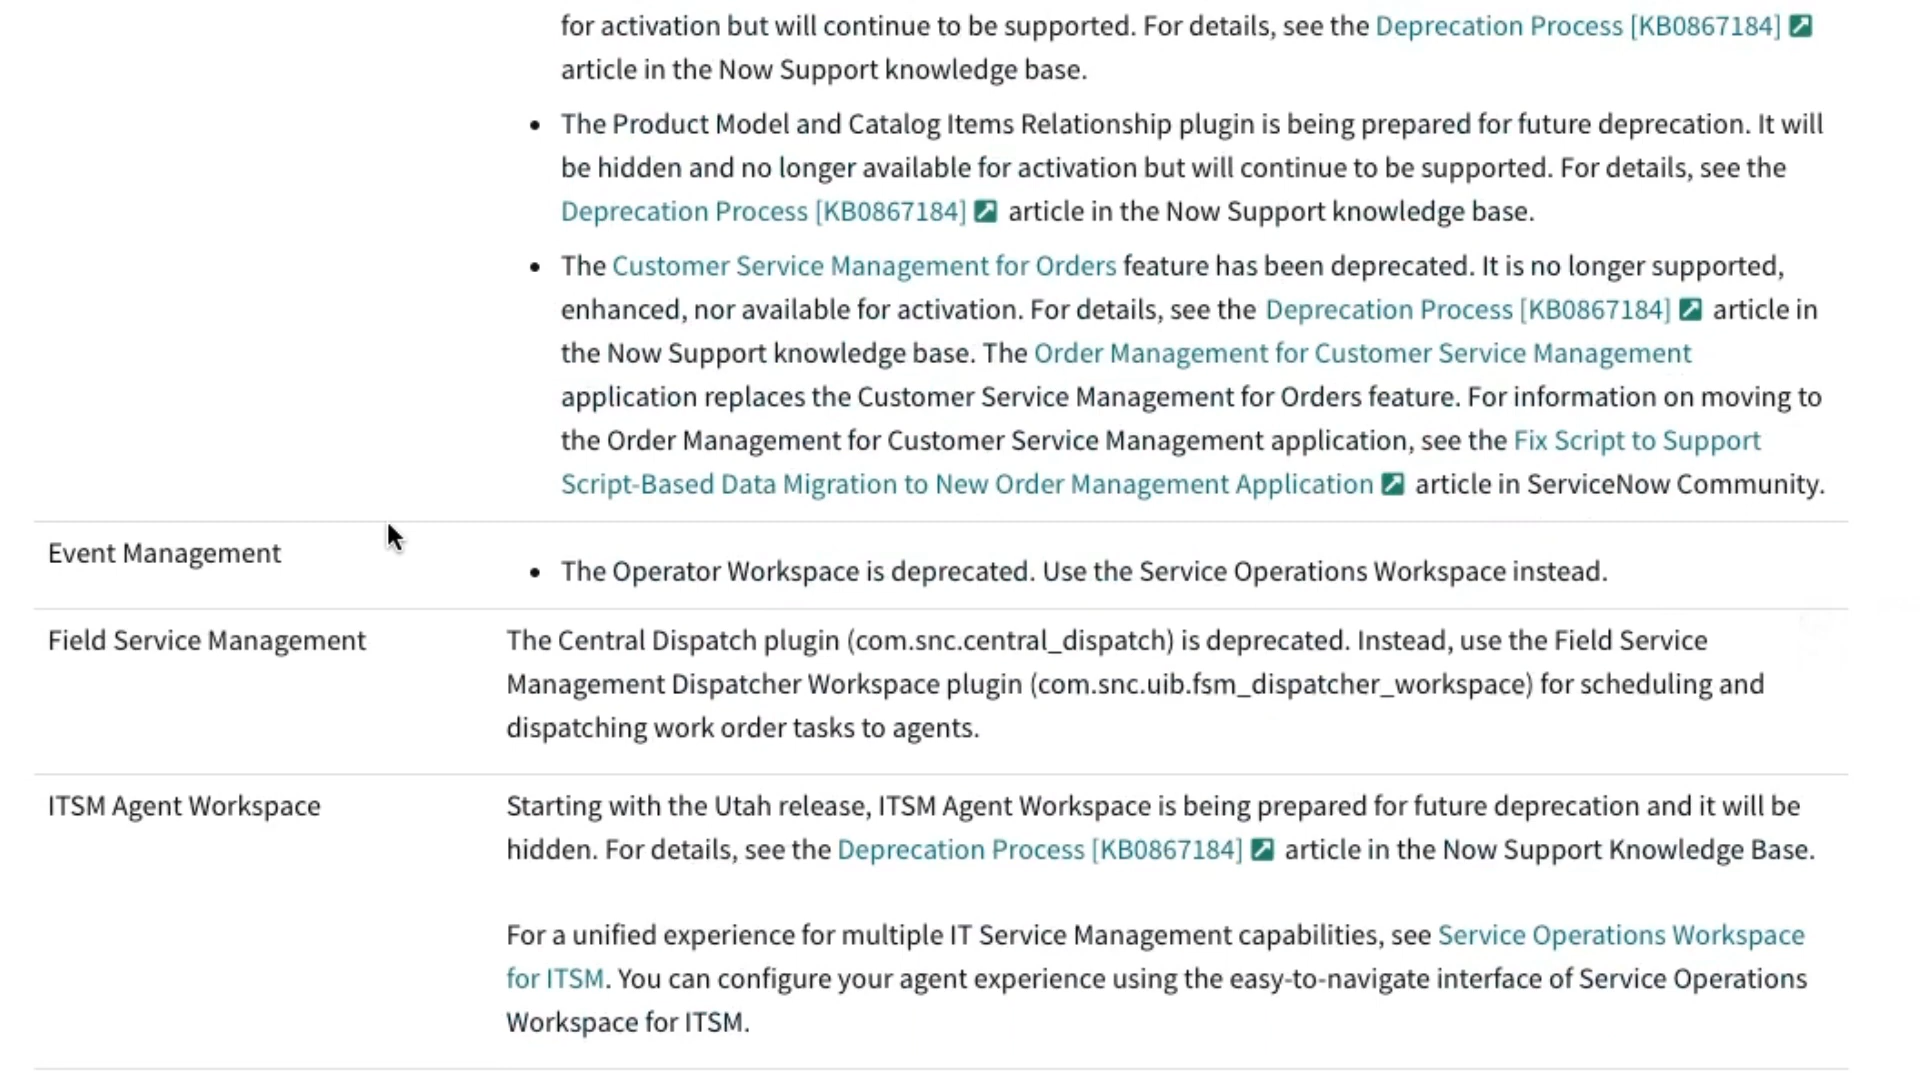 for activation but will continue to be supported. For details, see the Deprecation Process [KB0867184]
article in the Now Support knowledge base.
• The Product Model and Catalog Items Relationship plugin is being prepared for future deprecation. It will
be hidden and no longer available for activation but will continue to be supported. For details, see the
Deprecation Process [KB0867184] article in the Now Support knowledge base.
• The Customer Service Management for Orders feature has been deprecated. It is no longer supported,
enhanced, nor available for activation. For details, see the Deprecation Process [KB0867184] article in
the Now Support knowledge base. The Order Management for Customer Service Management
application replaces the Customer Service Management for Orders feature. For information on moving to
the Order Management for Customer Service Management application, see the Fix Script to Support
Script-Based Data Migration to New Order Management Application article in ServiceNow Community.
Event Management
• The Operator Workspace is deprecated. Use the Service Operations Workspace instead.
Field Service Management
The Central Dispatch plugin (com.snc.central_dispatch) is deprecated. Instead, use the Field Service
Management Dispatcher Workspace plugin (com.snc.uib.fsm_dispatcher_workspace) for scheduling and
dispatching work order tasks to agents.
ITSM Agent Workspace
Starting with the Utah release, ITSM Agent Workspace is being prepared for future deprecation and it will be
hidden. For details, see the Deprecation Process [KB0867184] article in the Now Support Knowledge Base.
For a unified experience for multiple IT Service Management capabilities, see Service Operations Workspace
for ITSM. You can configure your agent experience using the easy-to-navigate interface of Service Operations
Workspace for ITSM.